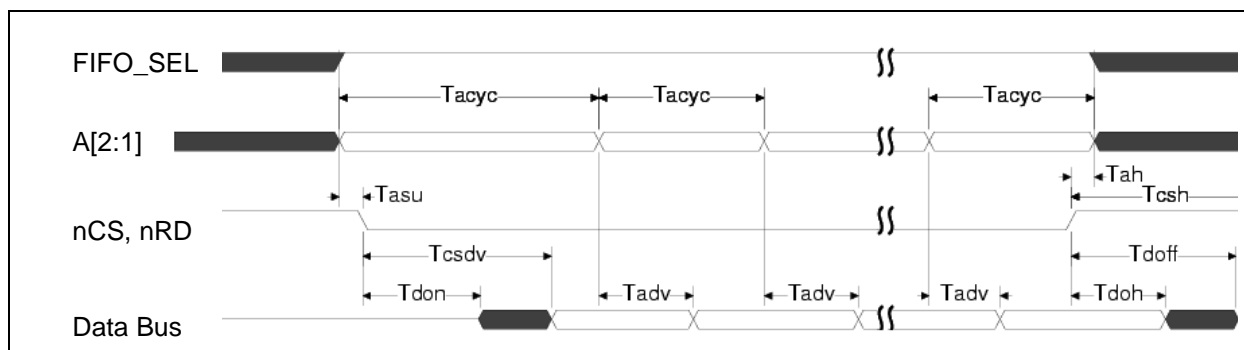 FIFO_SEL
Tacyc Tacyc Tacyc
A[2:1]
Tah
Tasu Tcsh
nCS, nRD
Tcsdv Tdoff
Tdon Tadv Tadv Tadv Tdoh
Data Bus